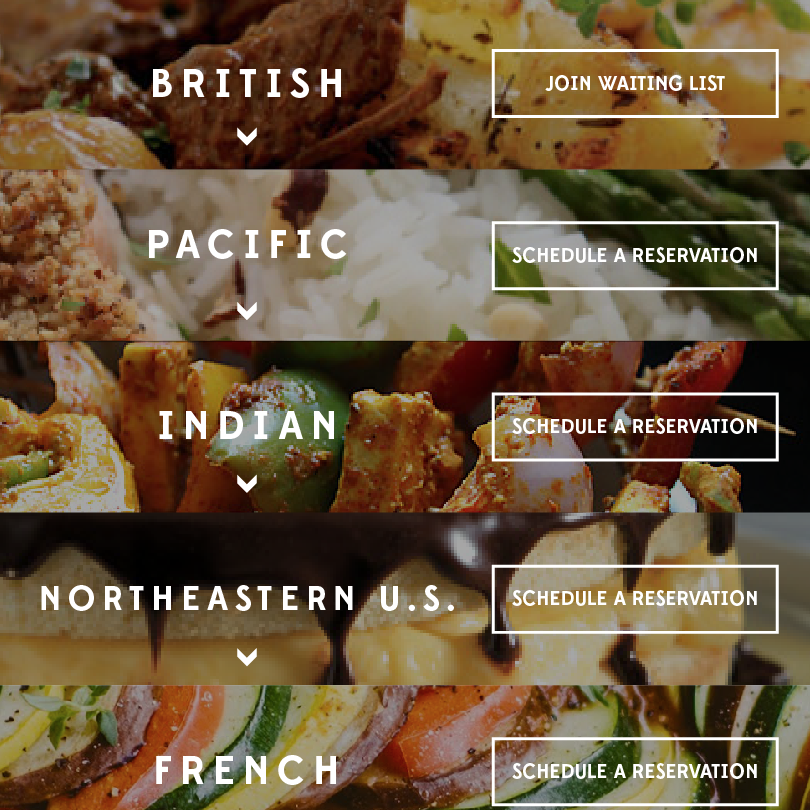 BRITISH
JOIN WAITING LIST
PACIFIC
SCHEDULE A RESERVATION
INDIAN
SCHEDULE A RESERVATION
NORTHEASTERN U.S.
SCHEDULE A RESERVATION
FRENCH
SCHEDULE A RESERVATION